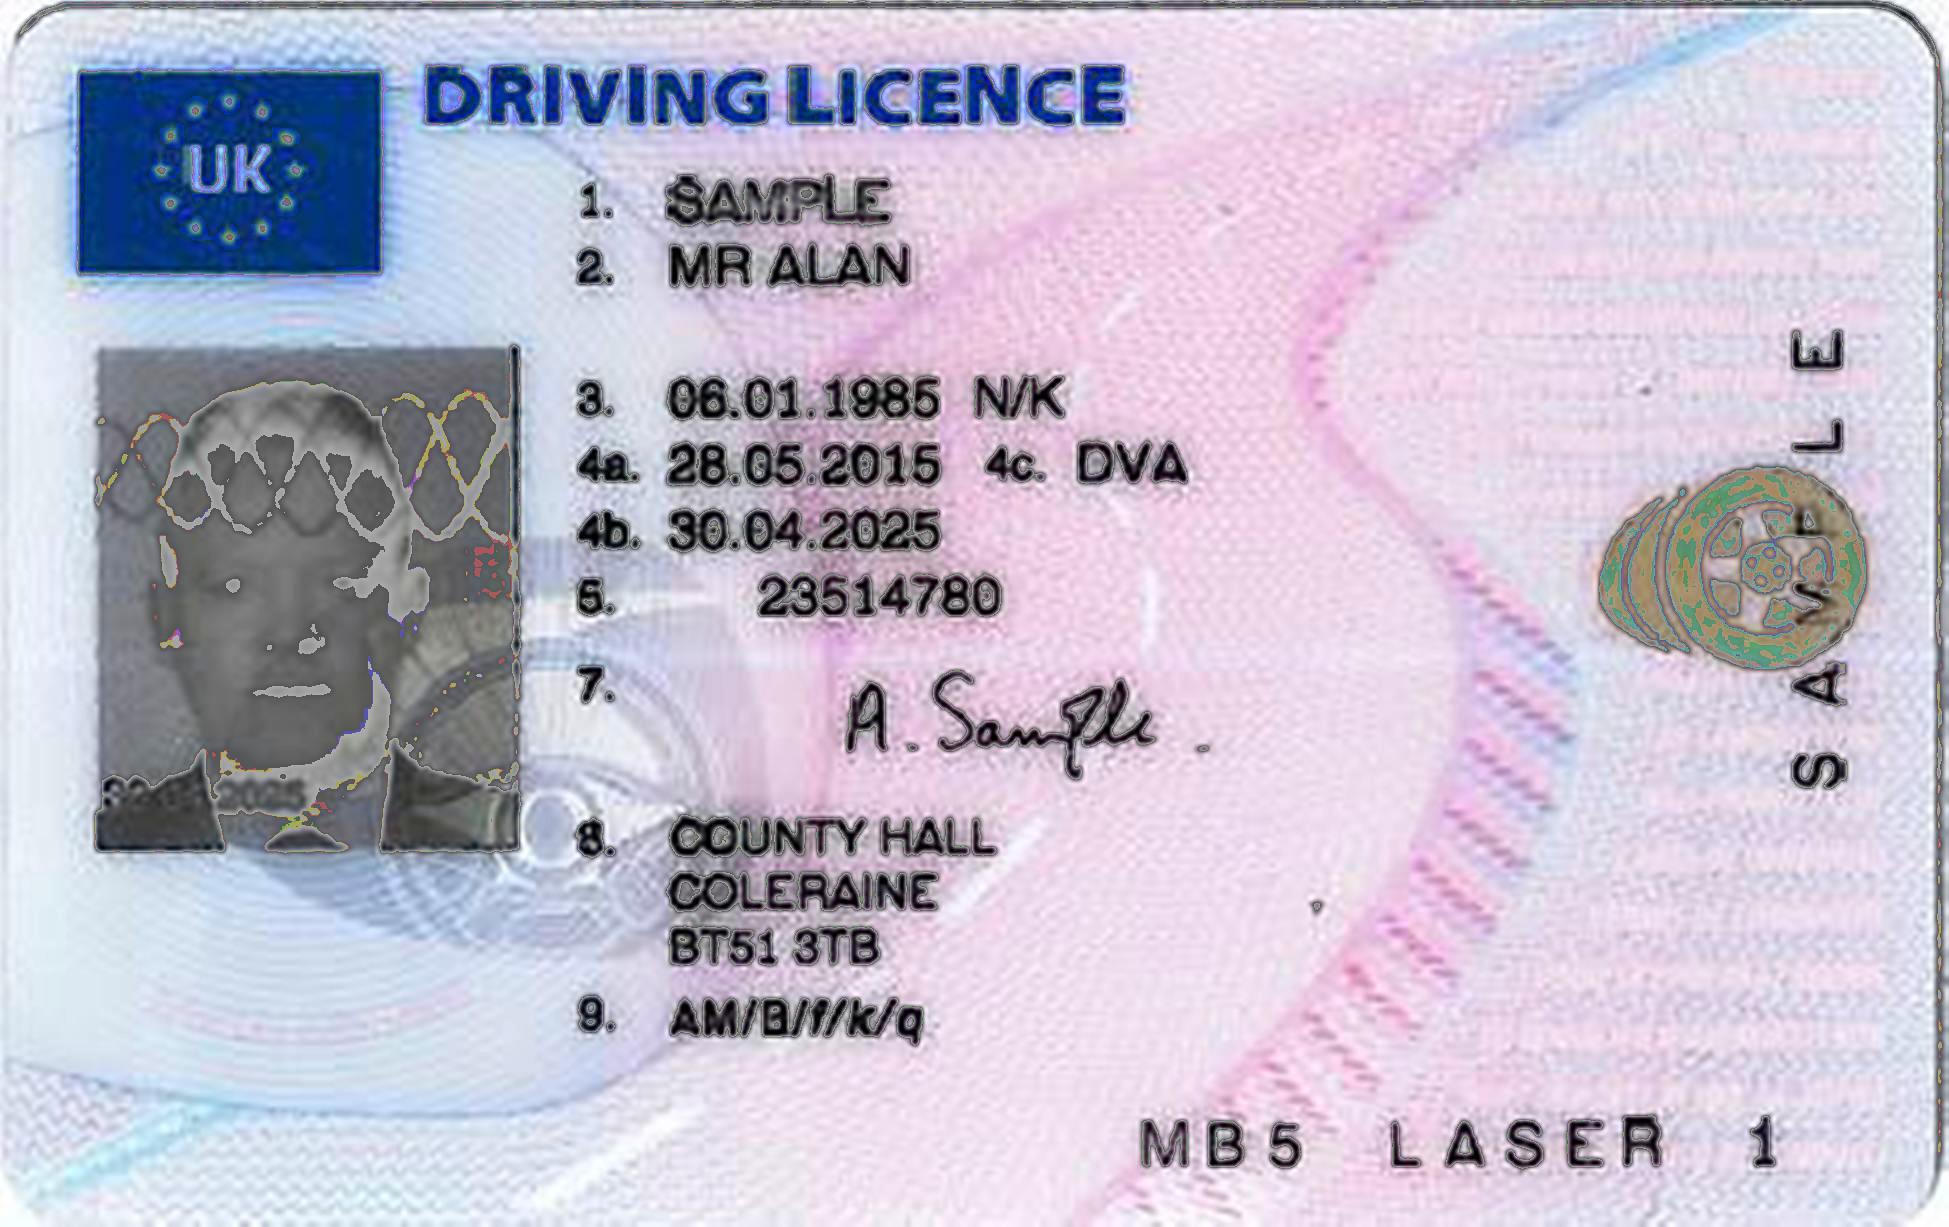 DRIVING LICENCE
UK
1. SAMPLE
2. MR ALAN
3. 06.01.1985 N/K
4a. 28.05.2015 4c. DVA
4b. 30.04.2025
5. 23514780
7. A. Sample.
8. COUNTY HALL
COLERAINE
BT51 3TB
9. AM/B/f/k/q
MB5 LASER 1
SAMPLE